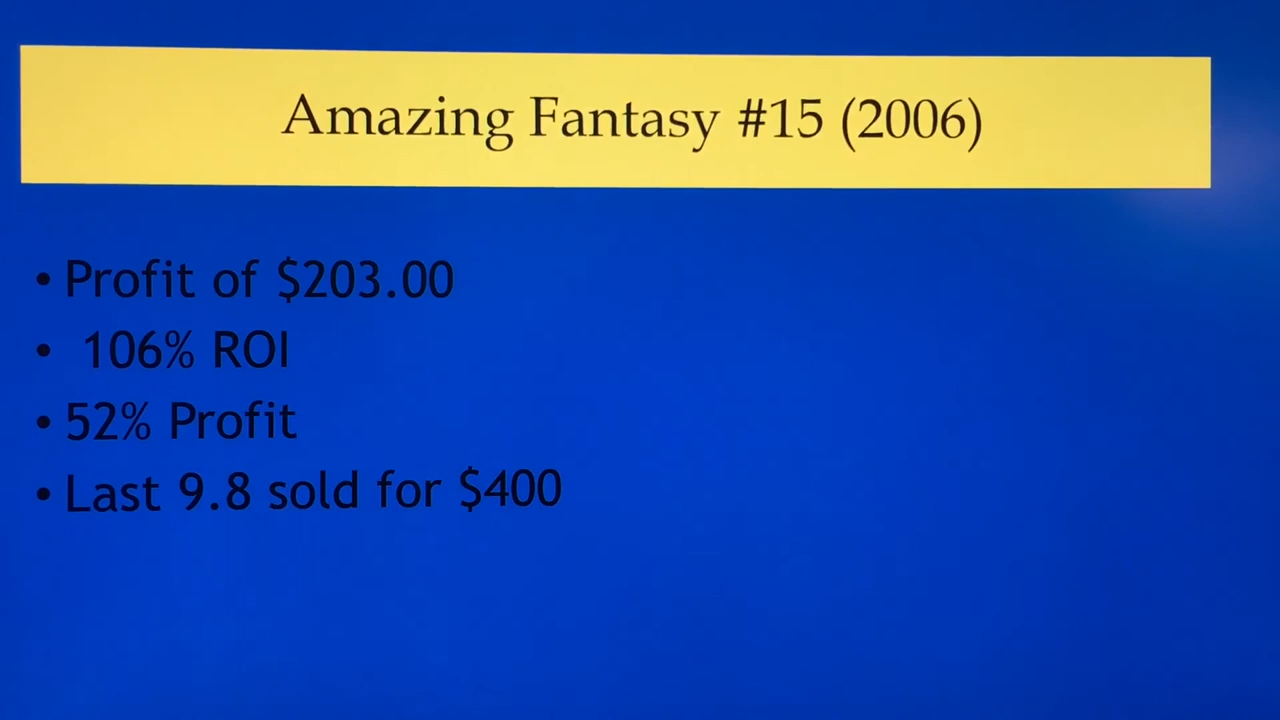 Amazing Fantasy #15 (2006)
• Profit of $203.00
• 106% ROI
• 52% Profit
• Last 9.8 sold for $400